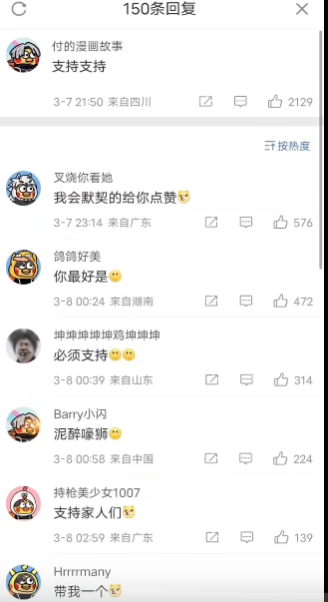 150条回复
付的漫画故事
支持支持
3-7 21:50 来自四川
2129
按热度
叉烧你看她
我会默契的给你点赞
3-7 23:14 来自广东
576
鸽鸽好美
你最好是
3-8 00:24 来自湖南
472
坤坤坤坤坤鸡坤坤坤
必须支持
3-8 00:39 来自山东
314
Barry小闪
泥醉嚎狮
3-8 00:58 来自中国
224
持枪美少女1007
支持家人们
3-8 02:59 来自广东
139
Hrrrrmany
带我一个